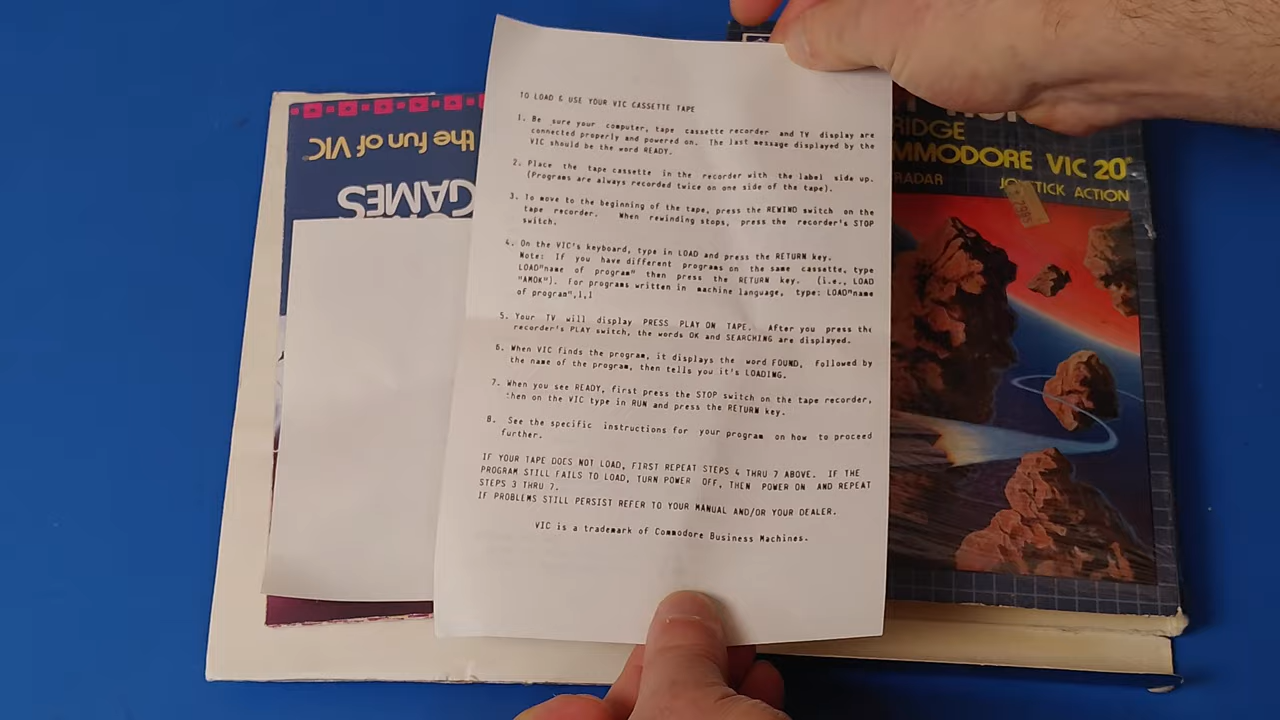 TO LOAD & USE YOUR VIC CASSETTE TAPE
1. Be sure your computer, tape cassette recorder and TV display are
connected properly and powered on. The last message displayed by the
VIC should be the word READY.
2. Place the tape cassette in the recorder with the label side up.
(Programs are always recorded twice on one side of the tape).
3. To move to the beginning of the tape, press the REWIND switch on the
tape recorder. When rewinding stops, press the recorder's STOP
switch.
4. On the VIC's keyboard, type in LOAD and press the RETURN key.
Note: If you have different programs on the same cassette, type
LOAD"name of program" then press the RETURN key. (i.e., LOAD
"AMOK"). For programs written in machine language, type: LOAD"name
of program",1,1
5. Your TV will display PRESS PLAY ON TAPE. After you press the
recorder's PLAY switch, the words OK and SEARCHING are displayed.
6. When VIC finds the program, it displays the word FOUND, followed by
the name of the program, then tells you it's LOADING.
7. When you see READY, first press the STOP switch on the tape recorder,
then on the VIC type in RUN and press the RETURN key.
8. See the specific instructions for your program on how to proceed
further.
IF YOUR TAPE DOES NOT LOAD, FIRST REPEAT STEPS 4 THRU 7 ABOVE. IF THE
PROGRAM STILL FAILS TO LOAD, TURN POWER OFF, THEN POWER ON AND REPEAT
STEPS 3 THRU 7.
IF PROBLEMS STILL PERSIST REFER TO YOUR MANUAL AND/OR YOUR DEALER.
VIC is a trademark of Commodore Business Machines.
the fun of VIC
GAMES
VIC 20
RADAR
ACTION